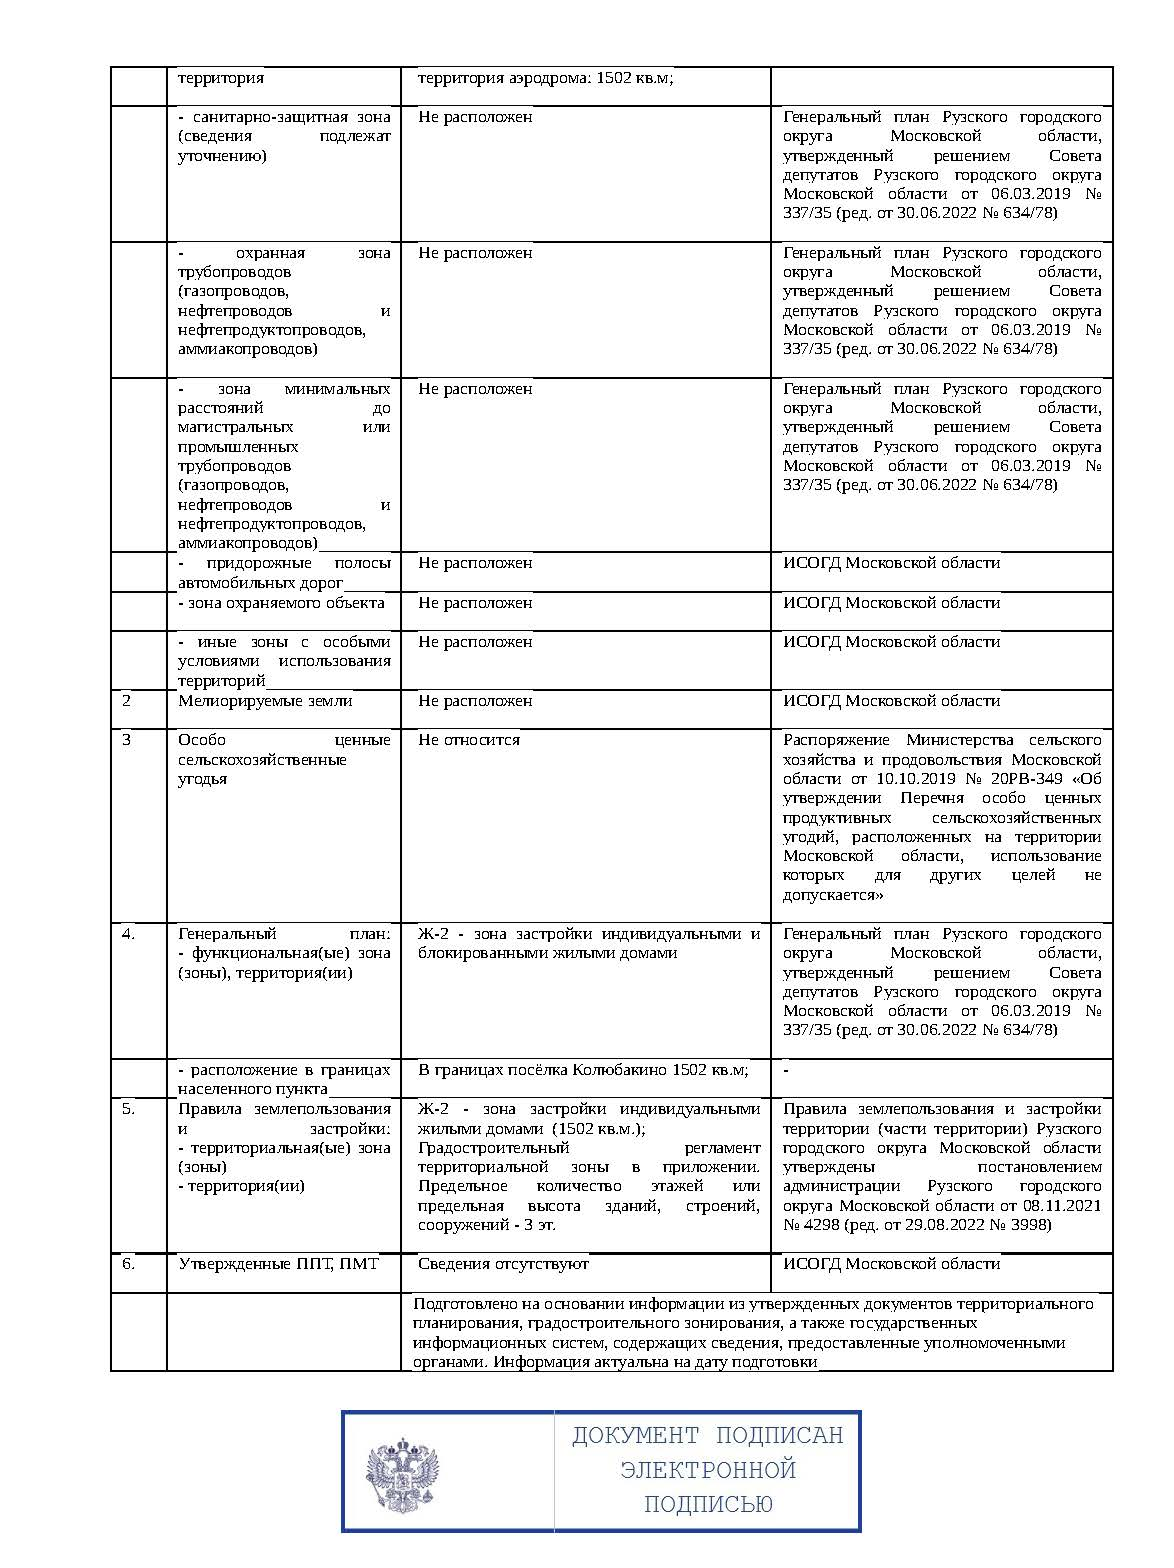 территория
территория аэродрома: 1502 кв.м;
- санитарно-защитная зона
(сведения подлежат
уточнению)
Не расположен
Генеральный план Рузского городского
округа Московской области,
утвержденный решением Совета
депутатов Рузского городского округа
Московской области от 06.03.2019 №
337/35 (ред. от 30.06.2022 № 634/78)
- охранная зона
трубопроводов
(газопроводов,
нефтепроводов и
нефтепродуктопроводов,
аммиакопроводов)
Не расположен
Генеральный план Рузского городского
округа Московской области,
утвержденный решением Совета
депутатов Рузского городского округа
Московской области от 06.03.2019 №
337/35 (ред. от 30.06.2022 № 634/78)
- зона минимальных
расстояний до
магистральных или
промышленных
трубопроводов
(газопроводов,
нефтепроводов и
нефтепродуктопроводов,
аммиакопроводов)
Не расположен
Генеральный план Рузского городского
округа Московской области,
утвержденный решением Совета
депутатов Рузского городского округа
Московской области от 06.03.2019 №
337/35 (ред. от 30.06.2022 № 634/78)
- придорожные полосы
автомобильных дорог
Не расположен
ИСОГД Московской области
- зона охраняемого объекта
Не расположен
ИСОГД Московской области
- иные зоны с особыми
условиями использования
территорий
Не расположен
ИСОГД Московской области
2
Мелиорируемые земли
Не расположен
ИСОГД Московской области
3
Особо ценные
сельскохозяйственные
угодья
Не относится
Распоряжение Министерства сельского
хозяйства и продовольствия Московской
области от 10.10.2019 № 20РВ-349 «Об
утверждении Перечня особо ценных
продуктивных сельскохозяйственных
угодий, расположенных на территории
Московской области, использование
которых для других целей не
допускается»
4.
Генеральный план:
- функциональная(ые) зона
(зоны), территория(ии)
Ж-2 - зона застройки индивидуальными и
блокированными жилыми домами
Генеральный план Рузского городского
округа Московской области,
утвержденный решением Совета
депутатов Рузского городского округа
Московской области от 06.03.2019 №
337/35 (ред. от 30.06.2022 № 634/78)
- расположение в границах
населенного пункта
В границах посёлка Колюбакино 1502 кв.м;
-
5.
Правила землепользования
и застройки:
- территориальная(ые) зона
(зоны)
- территория(ии)
Ж-2 - зона застройки индивидуальными
жилыми домами (1502 кв.м.);
Градостроительный регламент
территориальной зоны в приложении.
Предельное количество этажей или
предельная высота зданий, строений,
сооружений - 3 эт.
Правила землепользования и застройки
территории (части территории) Рузского
городского округа Московской области
утверждены постановлением
администрации Рузского городского
округа Московской области от 08.11.2021
№ 4298 (ред. от 29.08.2022 № 3998)
6.
Утвержденные ППТ, ПМТ
Сведения отсутствуют
ИСОГД Московской области
Подготовлено на основании информации из утвержденных документов территориального
планирования, градостроительного зонирования, а также государственных
информационных систем, содержащих сведения, предоставленные уполномоченными
органами. Информация актуальна на дату подготовки
ДОКУМЕНТ ПОДПИСАН
ЭЛЕКТРОННОЙ
ПОДПИСЬЮ